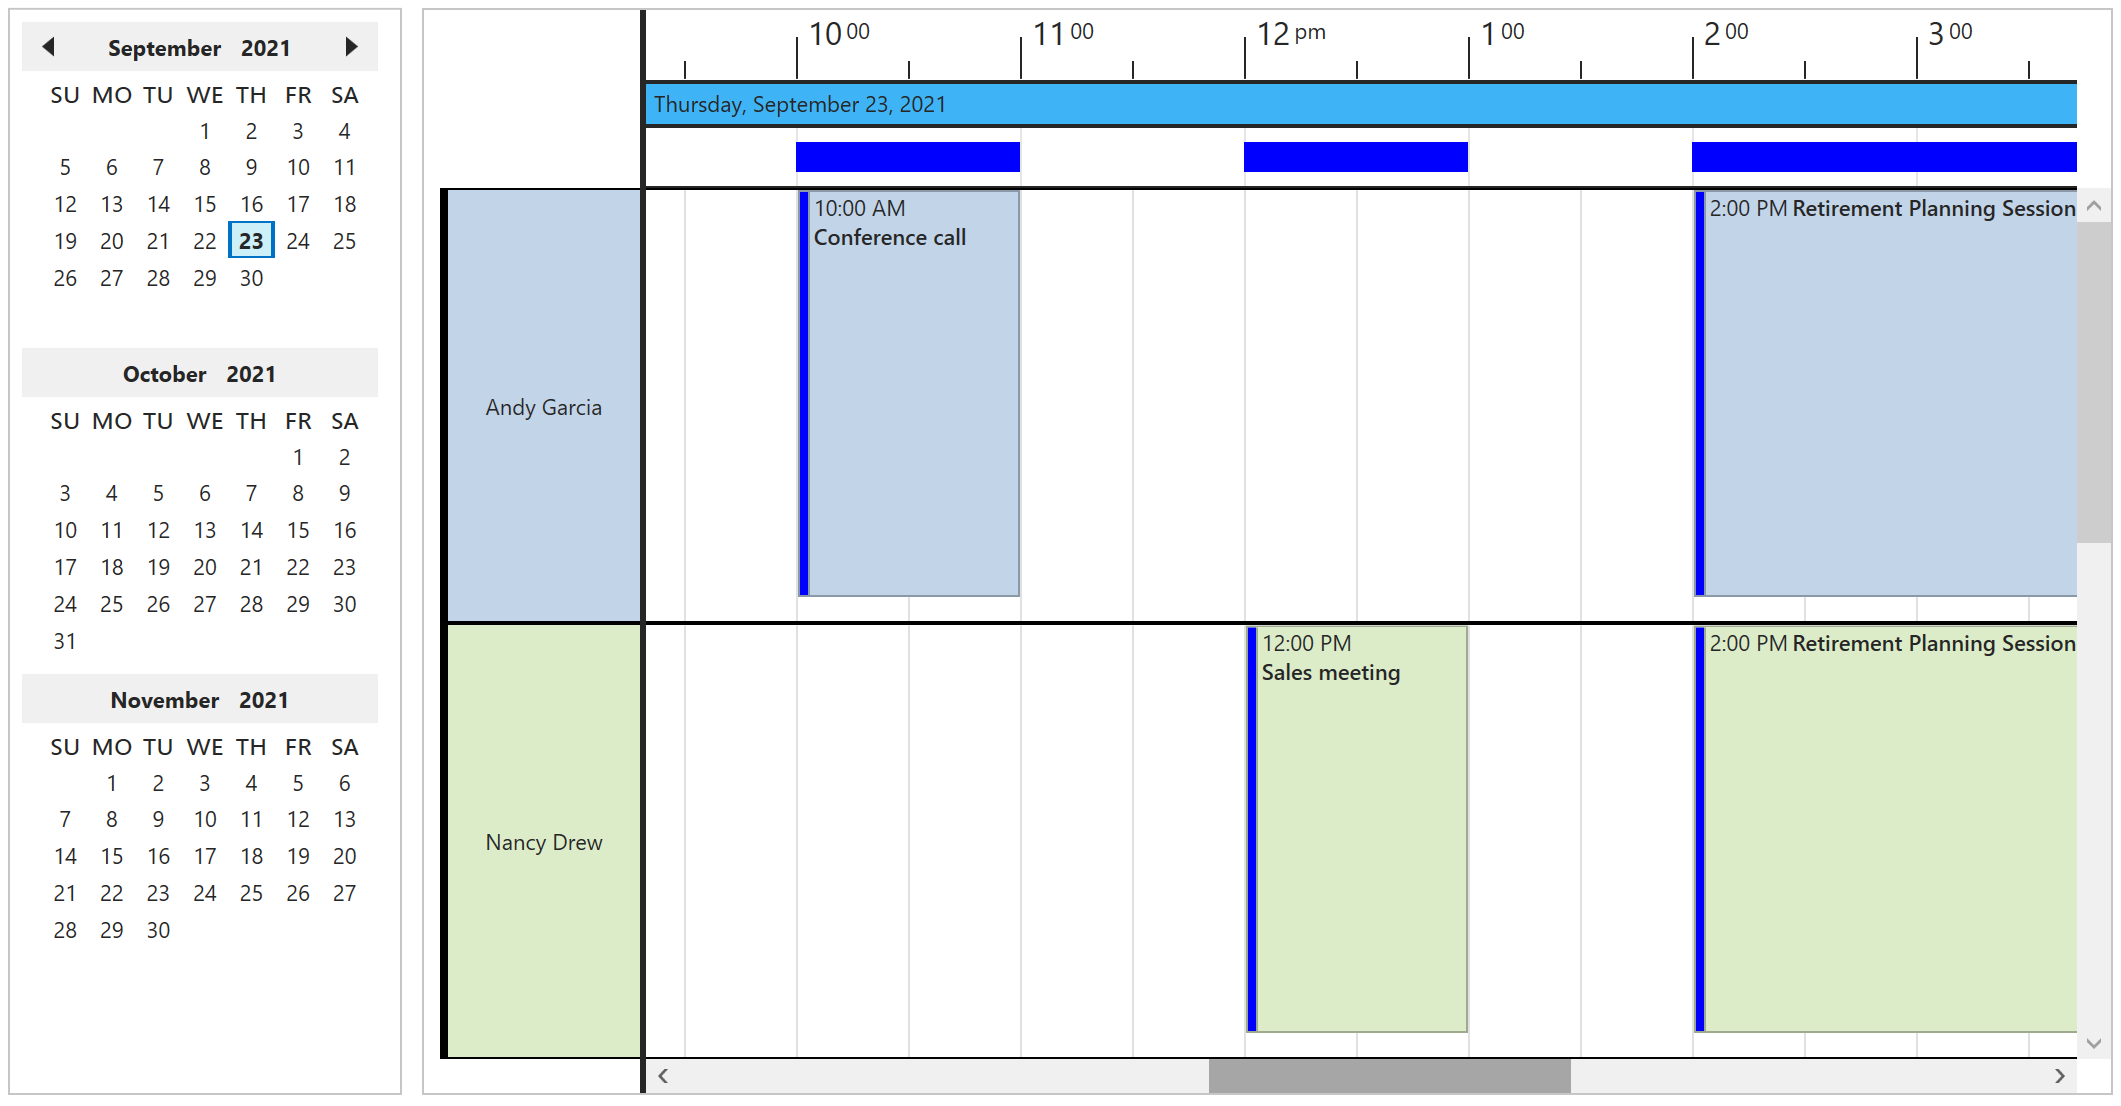 September 2021
SU MO TU WE TH FR SA
1 2 3 4
5 6 7 8 9 10 11
12 13 14 15 16 17 18
19 20 21 22 23 24 25
26 27 28 29 30
October 2021
SU MO TU WE TH FR SA
1 2
3 4 5 6 7 8 9
10 11 12 13 14 15 16
17 18 19 20 21 22 23
24 25 26 27 28 29 30
31
November 2021
SU MO TU WE TH FR SA
1 2 3 4 5 6
7 8 9 10 11 12 13
14 15 16 17 18 19 20
21 22 23 24 25 26 27
28 29 30
10 00 11 00 12 pm 1 00 2 00 3 00
Thursday, September 23, 2021
Andy Garcia
10:00 AM
Conference call
2:00 PM Retirement Planning Session
Nancy Drew
12:00 PM
Sales meeting
2:00 PM Retirement Planning Session